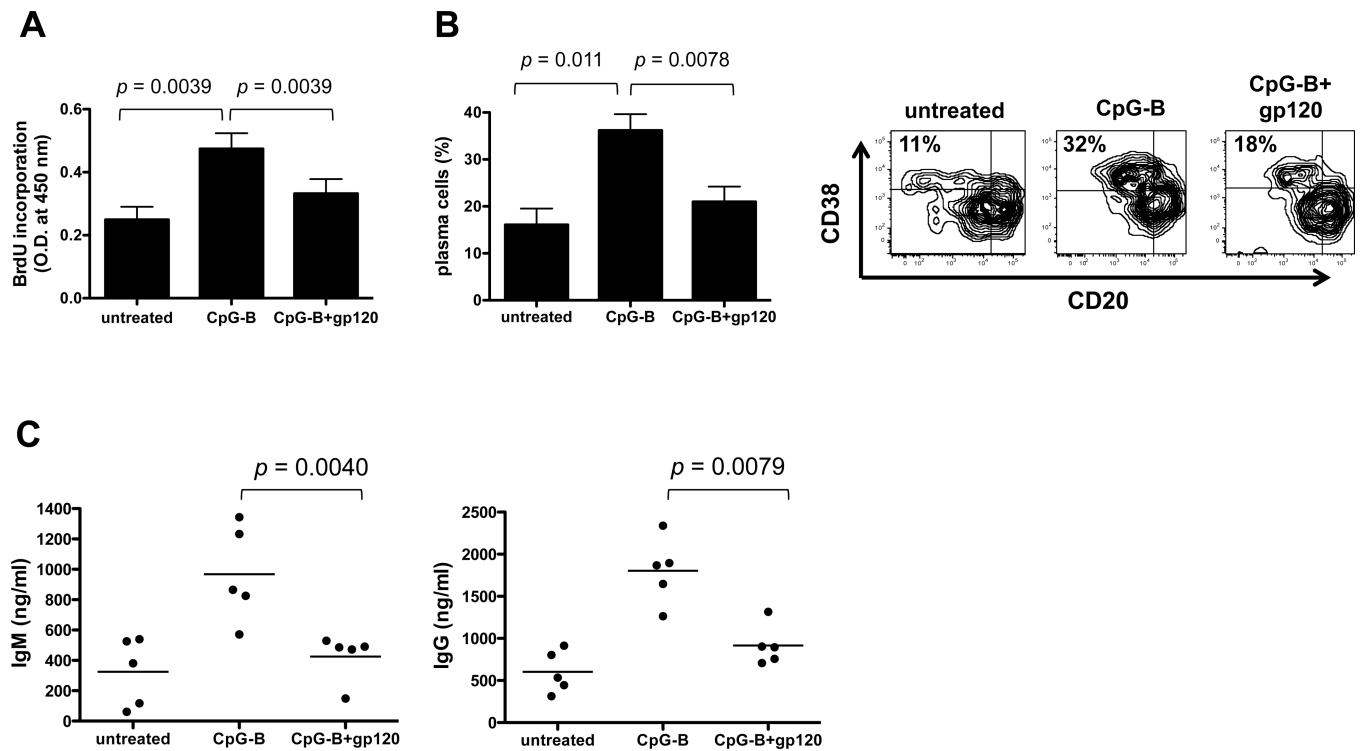 A
p = 0.0039
p = 0.0039
BrdU incorporation
(O.D. at 450 nm)
0.6
0.4
0.2
0.0
untreated
CpG-B
CpG-B+gp120
B
p = 0.011
p = 0.0078
plasma cells (%)
40
30
20
10
0
untreated
CpG-B
CpG-B+gp120
untreated
CpG-B
CpG-B+
gp120
11%
32%
18%
CD38
CD20
C
p = 0.0040
IgM (ng/ml)
1400
1200
1000
800
600
400
200
0
untreated
CpG-B
CpG-B+gp120
p = 0.0079
IgG (ng/ml)
2500
2000
1500
1000
500
0
untreated
CpG-B
CpG-B+gp120